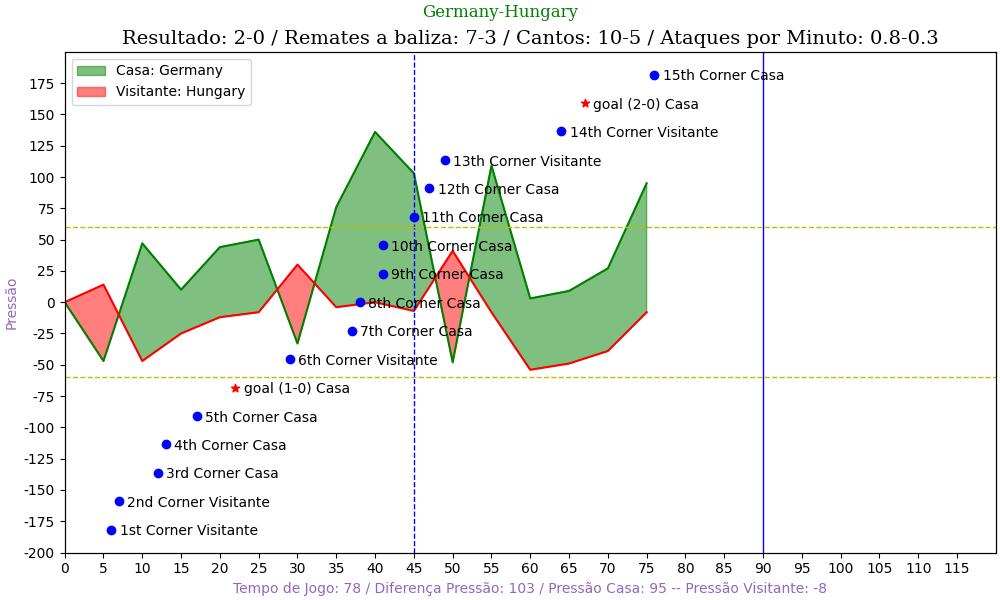 Germany-Hungary
Resultado: 2-0 / Remates a baliza: 7-3 / Cantos: 10-5 / Ataques por Minuto: 0.8-0.3
Casa: Germany
Visitante: Hungary
15th Corner Casa
goal (2-0) Casa
14th Corner Visitante
13th Corner Visitante
12th Corner Casa
11th Corner Casa
10th Corner Casa
9th Corner Casa
8th Corner Casa
7th Corner Casa
6th Corner Visitante
goal (1-0) Casa
5th Corner Casa
4th Corner Casa
3rd Corner Casa
2nd Corner Visitante
1st Corner Visitante
Pressão
175
150
125
100
75
50
25
0
-25
-50
-75
-100
-125
-150
-175
-200
0 5 10 15 20 25 30 35 40 45 50 55 60 65 70 75 80 85 90 95 100 105 110 115
Tempo de Jogo: 78 / Diferença Pressão: 103 / Pressão Casa: 95 -- Pressão Visitante: -8